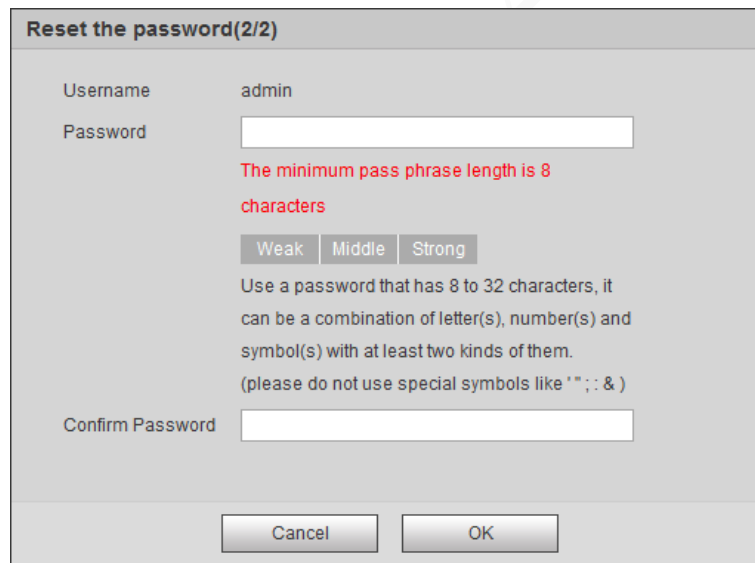 Reset the password(2/2)
Username admin
Password
The minimum pass phrase length is 8
characters
Weak Middle Strong
Use a password that has 8 to 32 characters, it
can be a combination of letter(s), number(s) and
symbol(s) with at least two kinds of them.
(please do not use special symbols like ' " ; : & )
Confirm Password
Cancel OK